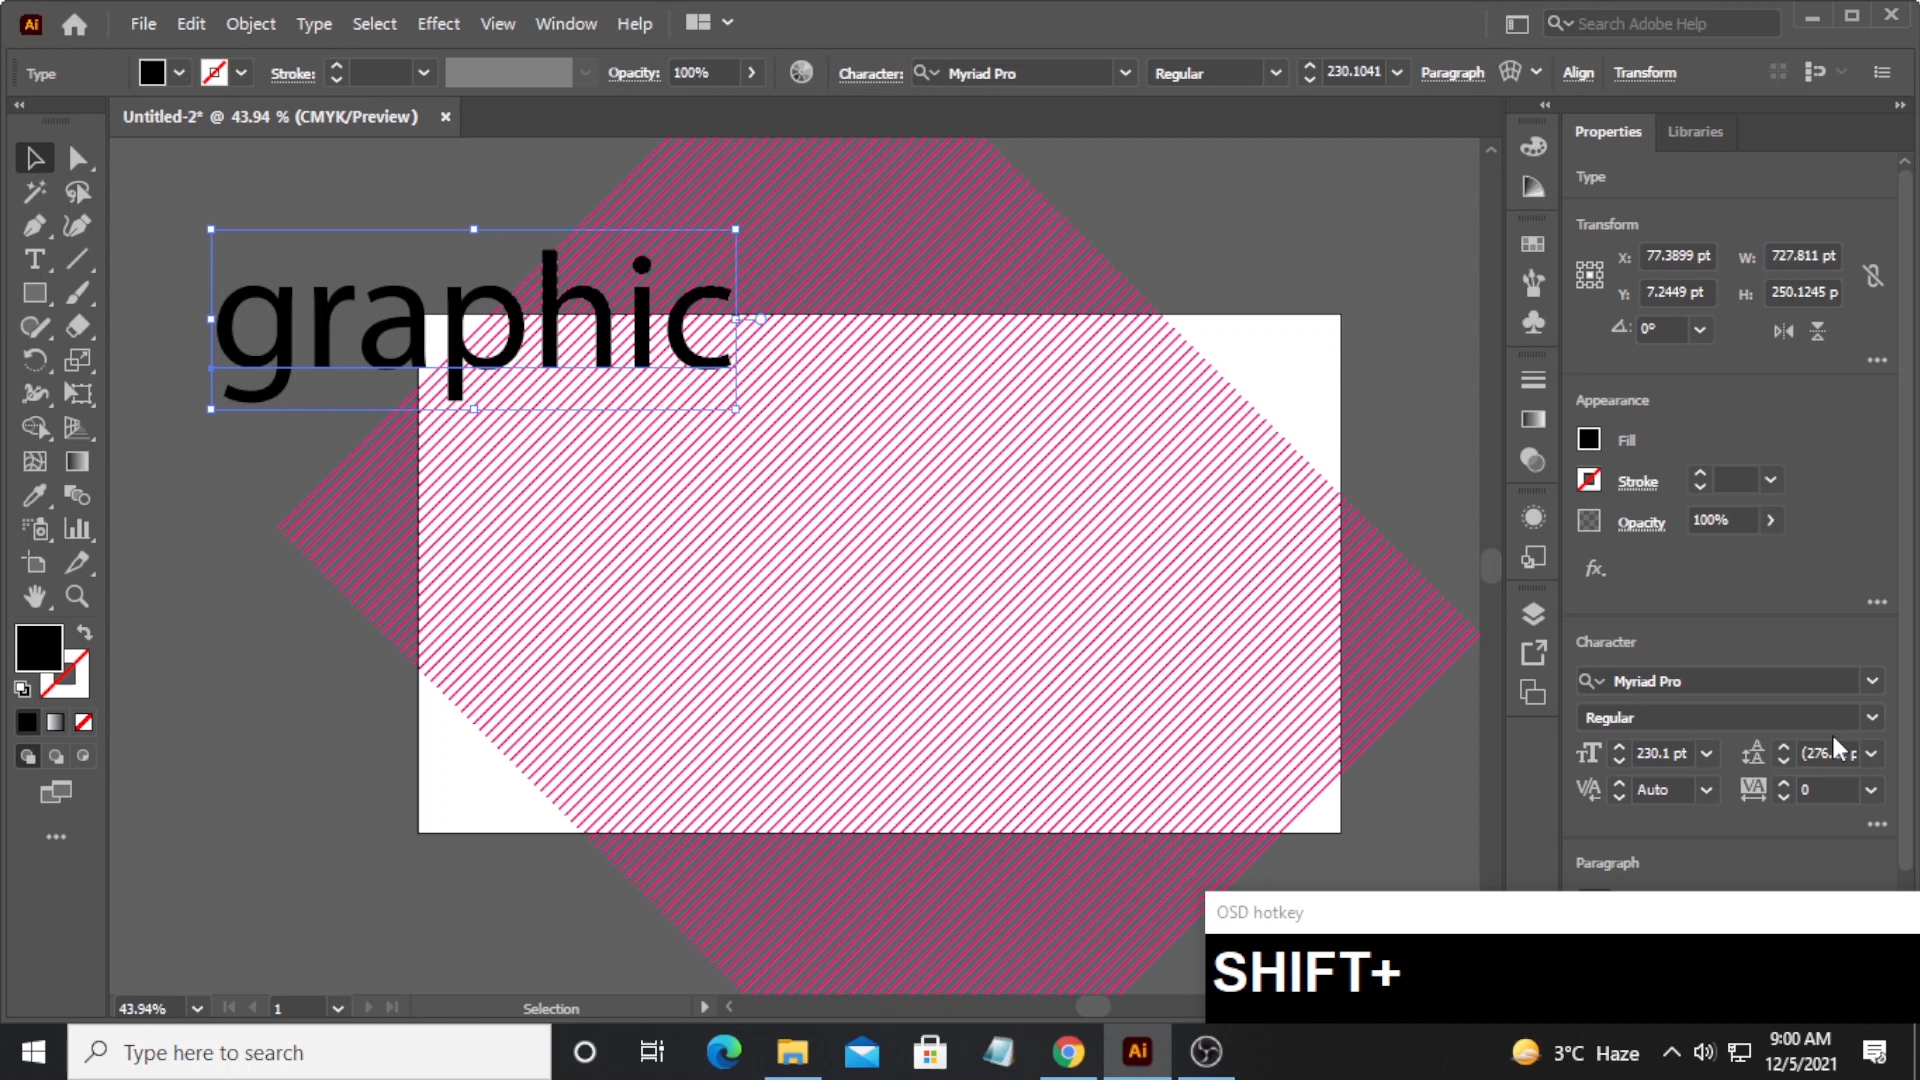 Ai File Edit Object Type Select Effect View Window Help Search Adobe Help
Type Stroke: Opacity: 100% Character: Myriad Pro Regular 230.1041 Paragraph Align Transform
Untitled-2* @ 43.94 % (CMYK/Preview)
Properties Libraries
Type
Transform
X: 77.3899 pt W: 727.811 pt
Y: 7.2449 pt H: 250.1245 p
0°
graphic
Appearance
Fill
Stroke
Opacity 100%
fx
Character
Myriad Pro
Regular
230.1 pt (276.
Auto 0
Paragraph
OSD hotkey
SHIFT+
43.94% 1 Selection
Type here to search Ai 3°C Haze 9:00 AM
12/5/2021